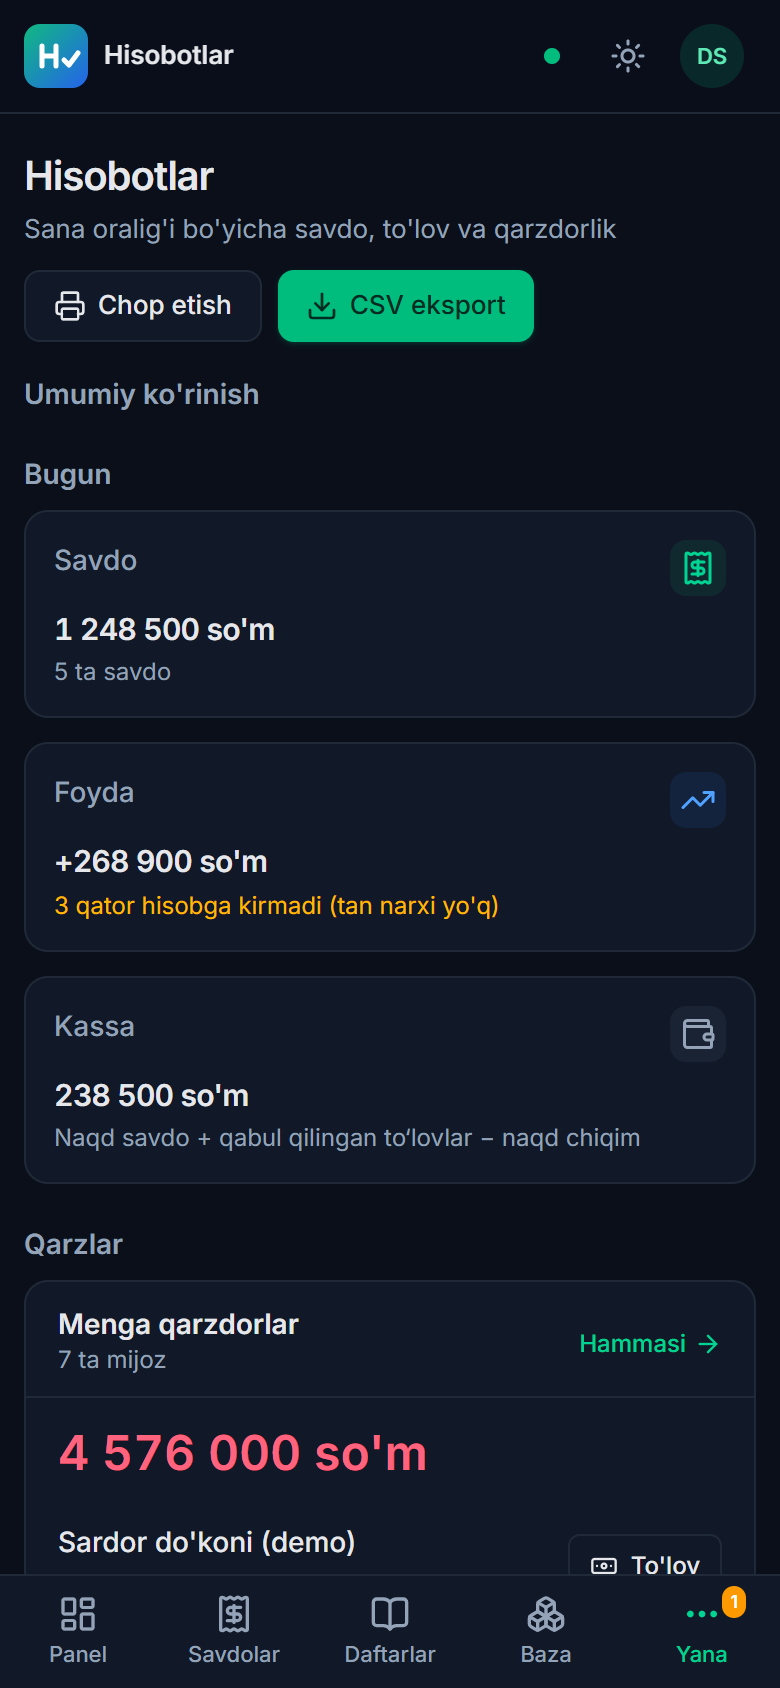 H✓ Hisobotlar
DS
Hisobotlar
Sana oralig'i bo'yicha savdo, to'lov va qarzdorlik
Chop etish
CSV eksport
Umumiy ko'rinish
Bugun
Savdo
1 248 500 so'm
5 ta savdo
Foyda
+268 900 so'm
3 qator hisobga kirmadi (tan narxi yo'q)
Kassa
238 500 so'm
Naqd savdo + qabul qilingan to‘lovlar − naqd chiqim
Qarzlar
Menga qarzdorlar
7 ta mijoz
Hammasi →
4 576 000 so'm
Sardor do'koni (demo)
To'lov
1
Panel
Savdolar
Daftarlar
Baza
Yana